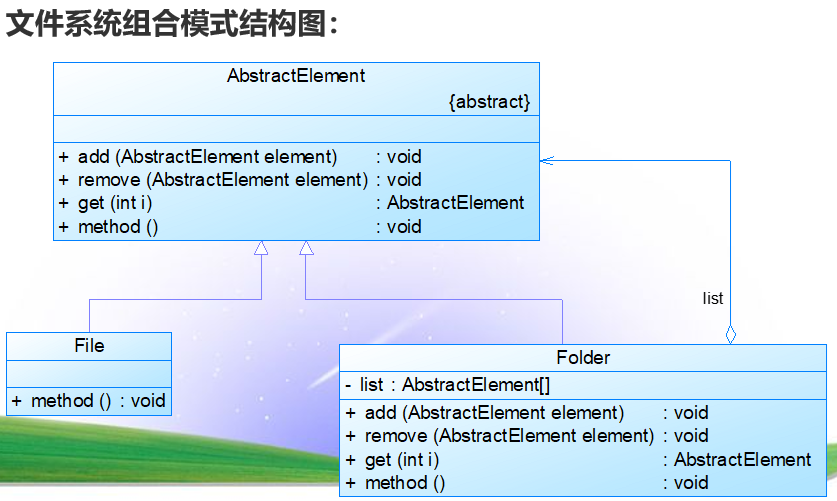 文件系统组合模式结构图：
AbstractElement
{abstract}
+ add (AbstractElement element) : void
+ remove (AbstractElement element) : void
+ get (int i) : AbstractElement
+ method () : void
list
File
+ method () : void
Folder
- list : AbstractElement[]
+ add (AbstractElement element) : void
+ remove (AbstractElement element) : void
+ get (int i) : AbstractElement
+ method () : void